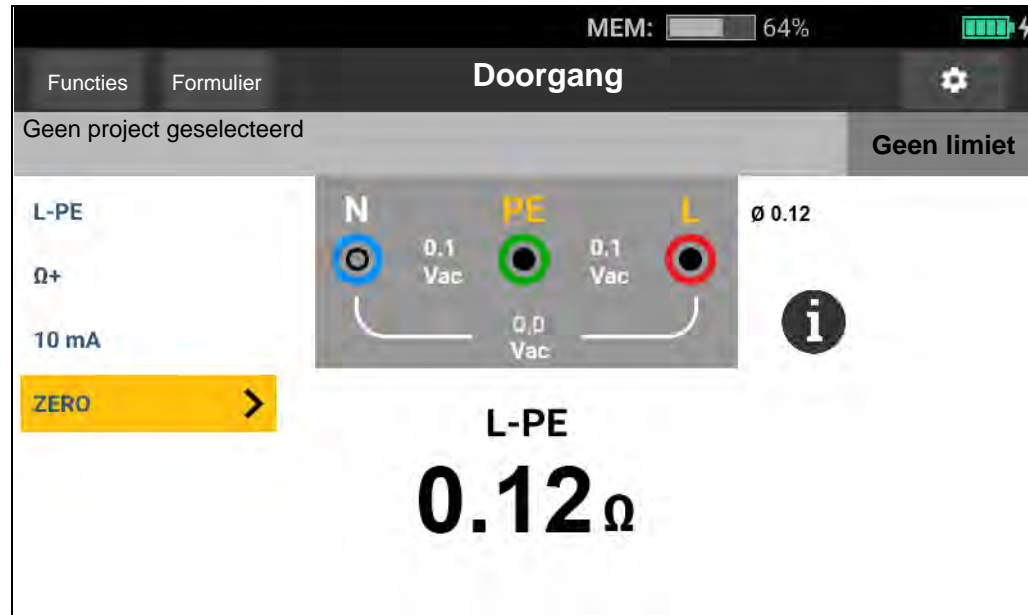 MEM: 64%
Functies Formulier Doorgang
Geen project geselecteerd
Geen limiet
L-PE
Ω+
10 mA
ZERO
N PE L
0.1 Vac
0.1 Vac
0.0 Vac
Ø 0.12
i
L-PE
0.12 Ω